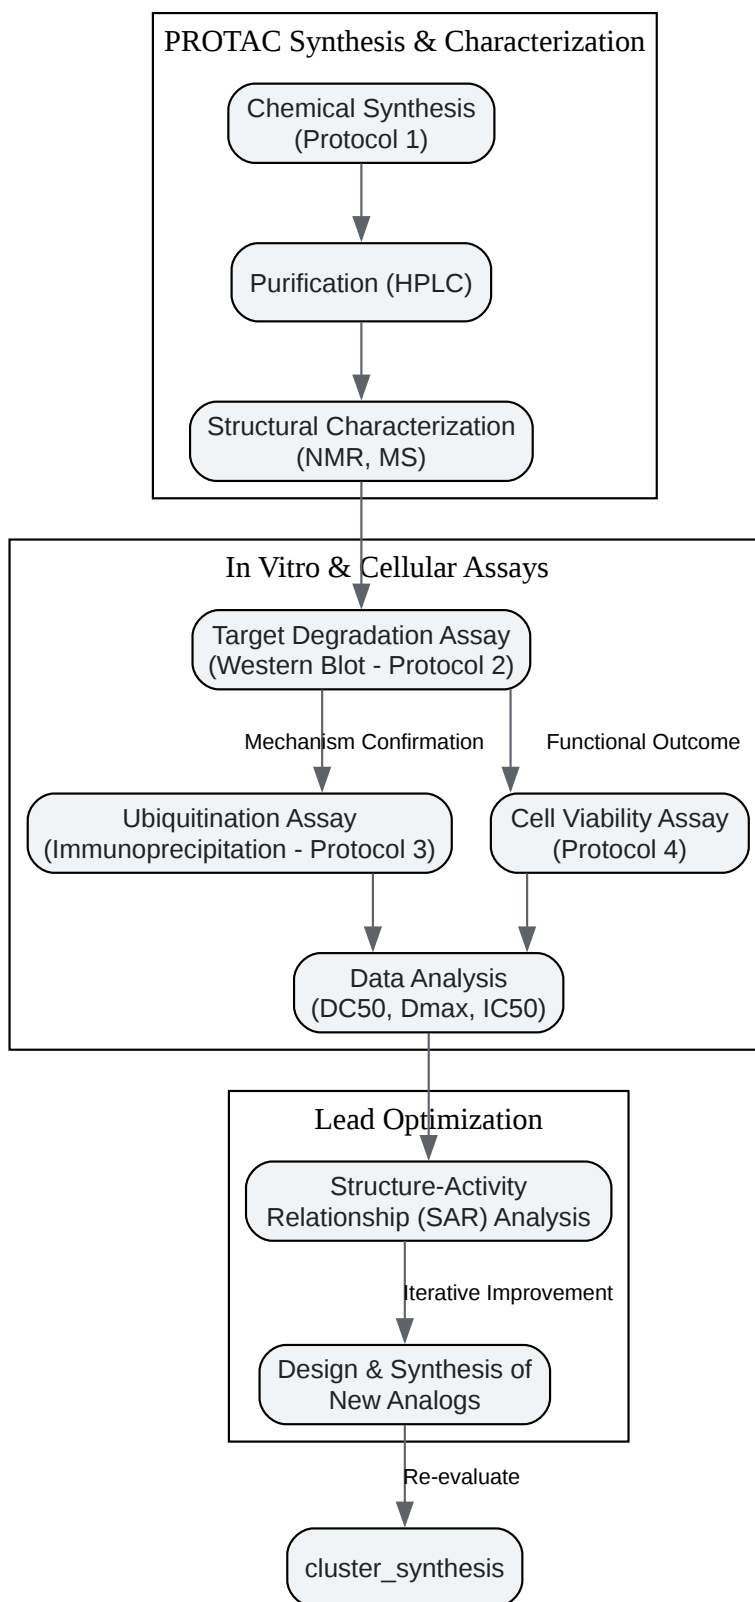 PROTAC Synthesis & Characterization
Chemical Synthesis
(Protocol 1)
Purification (HPLC)
Structural Characterization
(NMR, MS)
In Vitro & Cellular Assays
Target Degradation Assay
(Western Blot - Protocol 2)
Mechanism Confirmation
Functional Outcome
Ubiquitination Assay
(Immunoprecipitation - Protocol 3)
Cell Viability Assay
(Protocol 4)
Data Analysis
(DC50, Dmax, IC50)
Lead Optimization
Structure-Activity
Relationship (SAR) Analysis
Iterative Improvement
Design & Synthesis of
New Analogs
Re-evaluate
cluster_synthesis